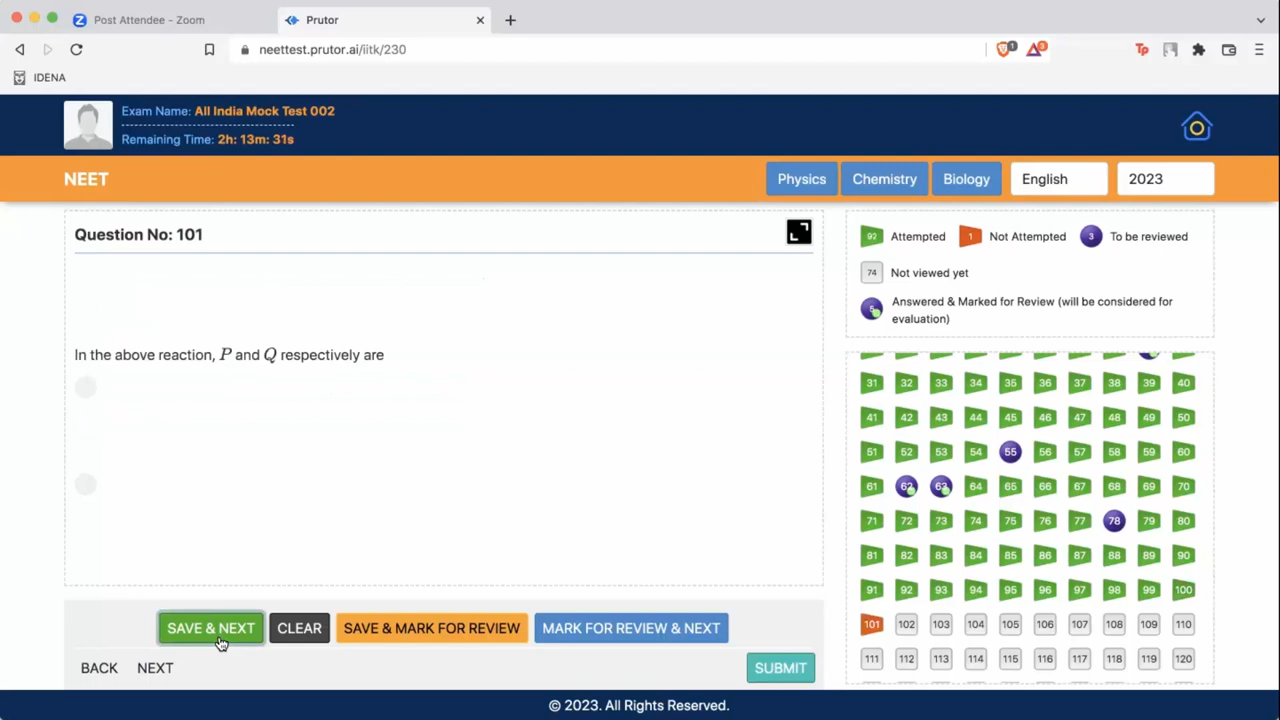 Post Attendee - Zoom
Prutor
neettest.prutor.ai/iitk/230
1
3
Tp
IDENA
Exam Name: All India Mock Test 002
Remaining Time: 2h: 13m: 31s
NEET
Physics
Chemistry
Biology
English
2023
Question No: 101
In the above reaction, P and Q respectively are
92 Attempted
1 Not Attempted
3 To be reviewed
74 Not viewed yet
5 Answered & Marked for Review (will be considered for
evaluation)
31 32 33 34 35 36 37 38 39 40
41 42 43 44 45 46 47 48 49 50
51 52 53 54 55 56 57 58 59 60
61 62 63 64 65 66 67 68 69 70
71 72 73 74 75 76 77 78 79 80
81 82 83 84 85 86 87 88 89 90
91 92 93 94 95 96 97 98 99 100
101 102 103 104 105 106 107 108 109 110
111 112 113 114 115 116 117 118 119 120
SAVE & NEXT
CLEAR
SAVE & MARK FOR REVIEW
MARK FOR REVIEW & NEXT
BACK
NEXT
SUBMIT
© 2023. All Rights Reserved.